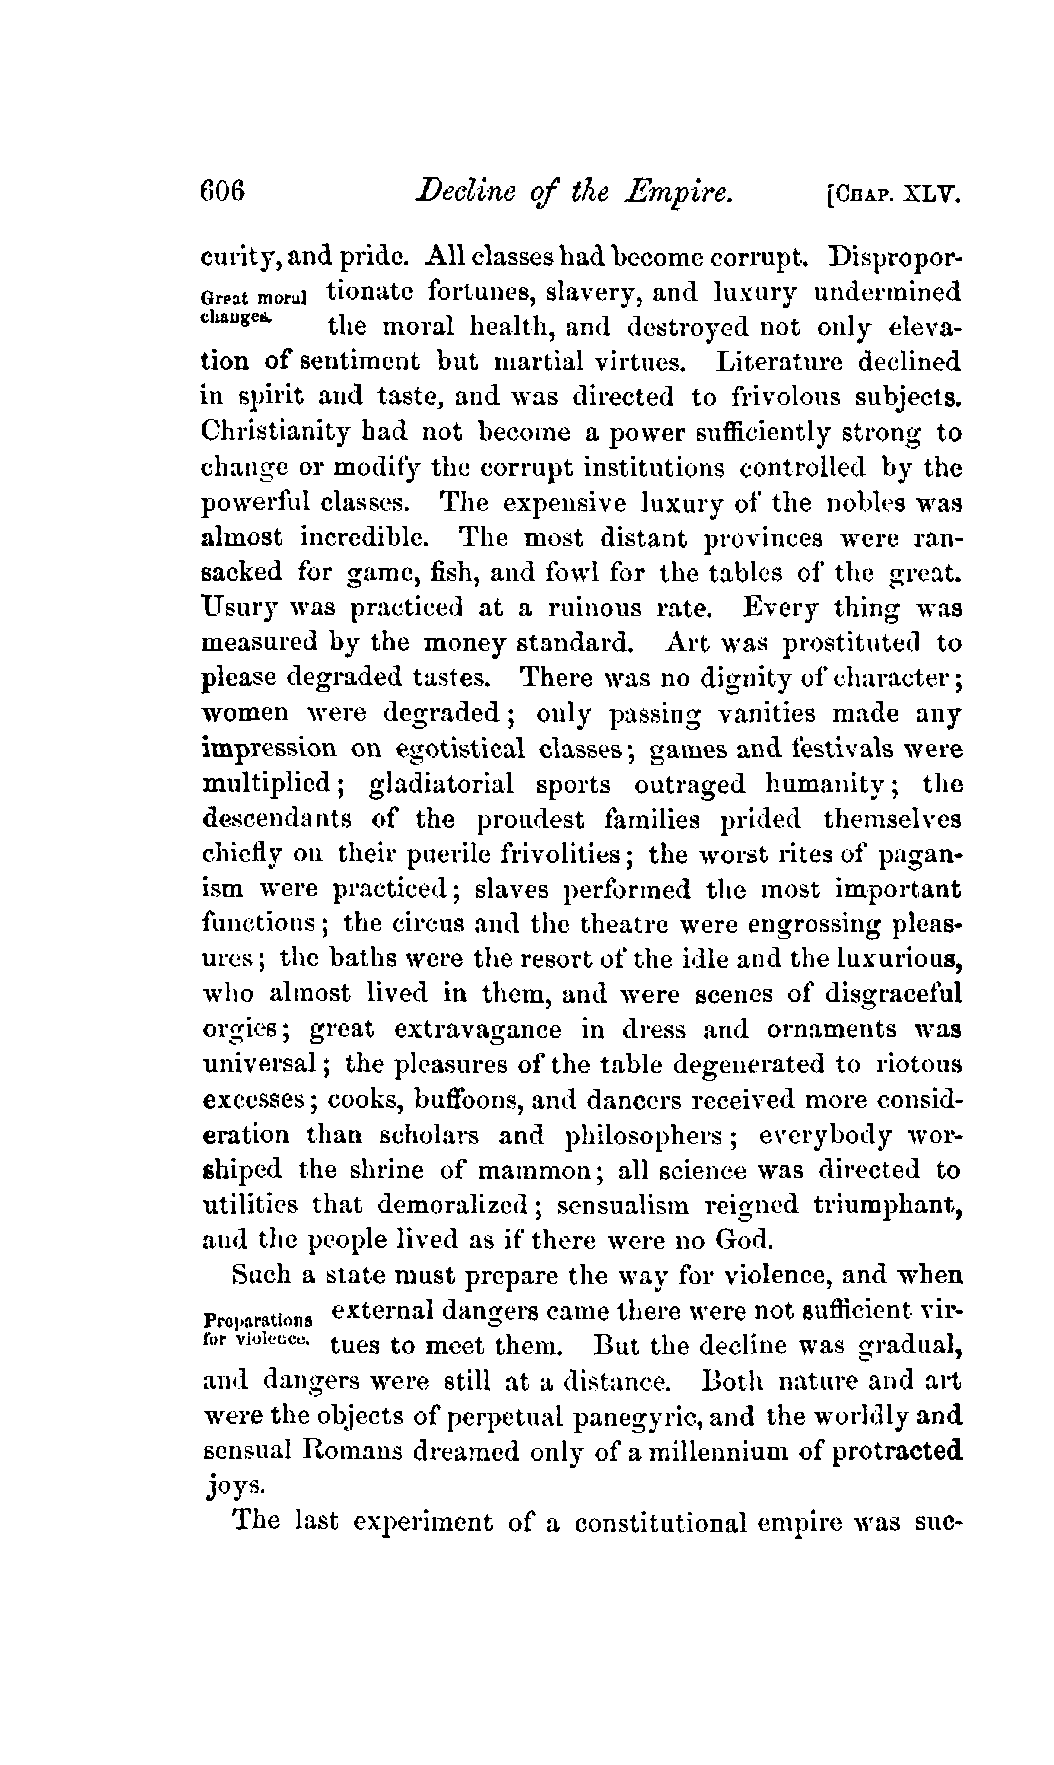 606 Decline of the Empire. [CHAP. XLV.
curity, and pride. All classes had become corrupt. Dispropor-
Great moral tionate fortunes, slavery, and luxury undermined
changes. the moral health, and destroyed not only eleva-
tion of sentiment but martial virtues. Literature declined
in spirit and taste, and was directed to frivolous subjects.
Christianity had not become a power sufficiently strong to
change or modify the corrupt institutions controlled by the
powerful classes. The expensive luxury of the nobles was
almost incredible. The most distant provinces were ran-
sacked for game, fish, and fowl for the tables of the great.
Usury was practiced at a ruinous rate. Every thing was
measured by the money standard. Art was prostituted to
please degraded tastes. There was no dignity of character;
women were degraded; only passing vanities made any
impression on egotistical classes; games and festivals were
multiplied; gladiatorial sports outraged humanity; the
descendants of the proudest families prided themselves
chiefly on their puerile frivolities; the worst rites of pagan-
ism were practiced; slaves performed the most important
functions; the circus and the theatre were engrossing pleas-
ures; the baths were the resort of the idle and the luxurious,
who almost lived in them, and were scenes of disgraceful
orgies; great extravagance in dress and ornaments was
universal; the pleasures of the table degenerated to riotous
excesses; cooks, buffoons, and dancers received more consid-
eration than scholars and philosophers; everybody wor-
shiped the shrine of mammon; all science was directed to
utilities that demoralized; sensualism reigned triumphant,
and the people lived as if there were no God.
Such a state must prepare the way for violence, and when
Preparations external dangers came there were not sufficient vir-
for violence. tues to meet them. But the decline was gradual,
and dangers were still at a distance. Both nature and art
were the objects of perpetual panegyric, and the worldly and
sensual Romans dreamed only of a millennium of protracted
joys.
The last experiment of a constitutional empire was suc-